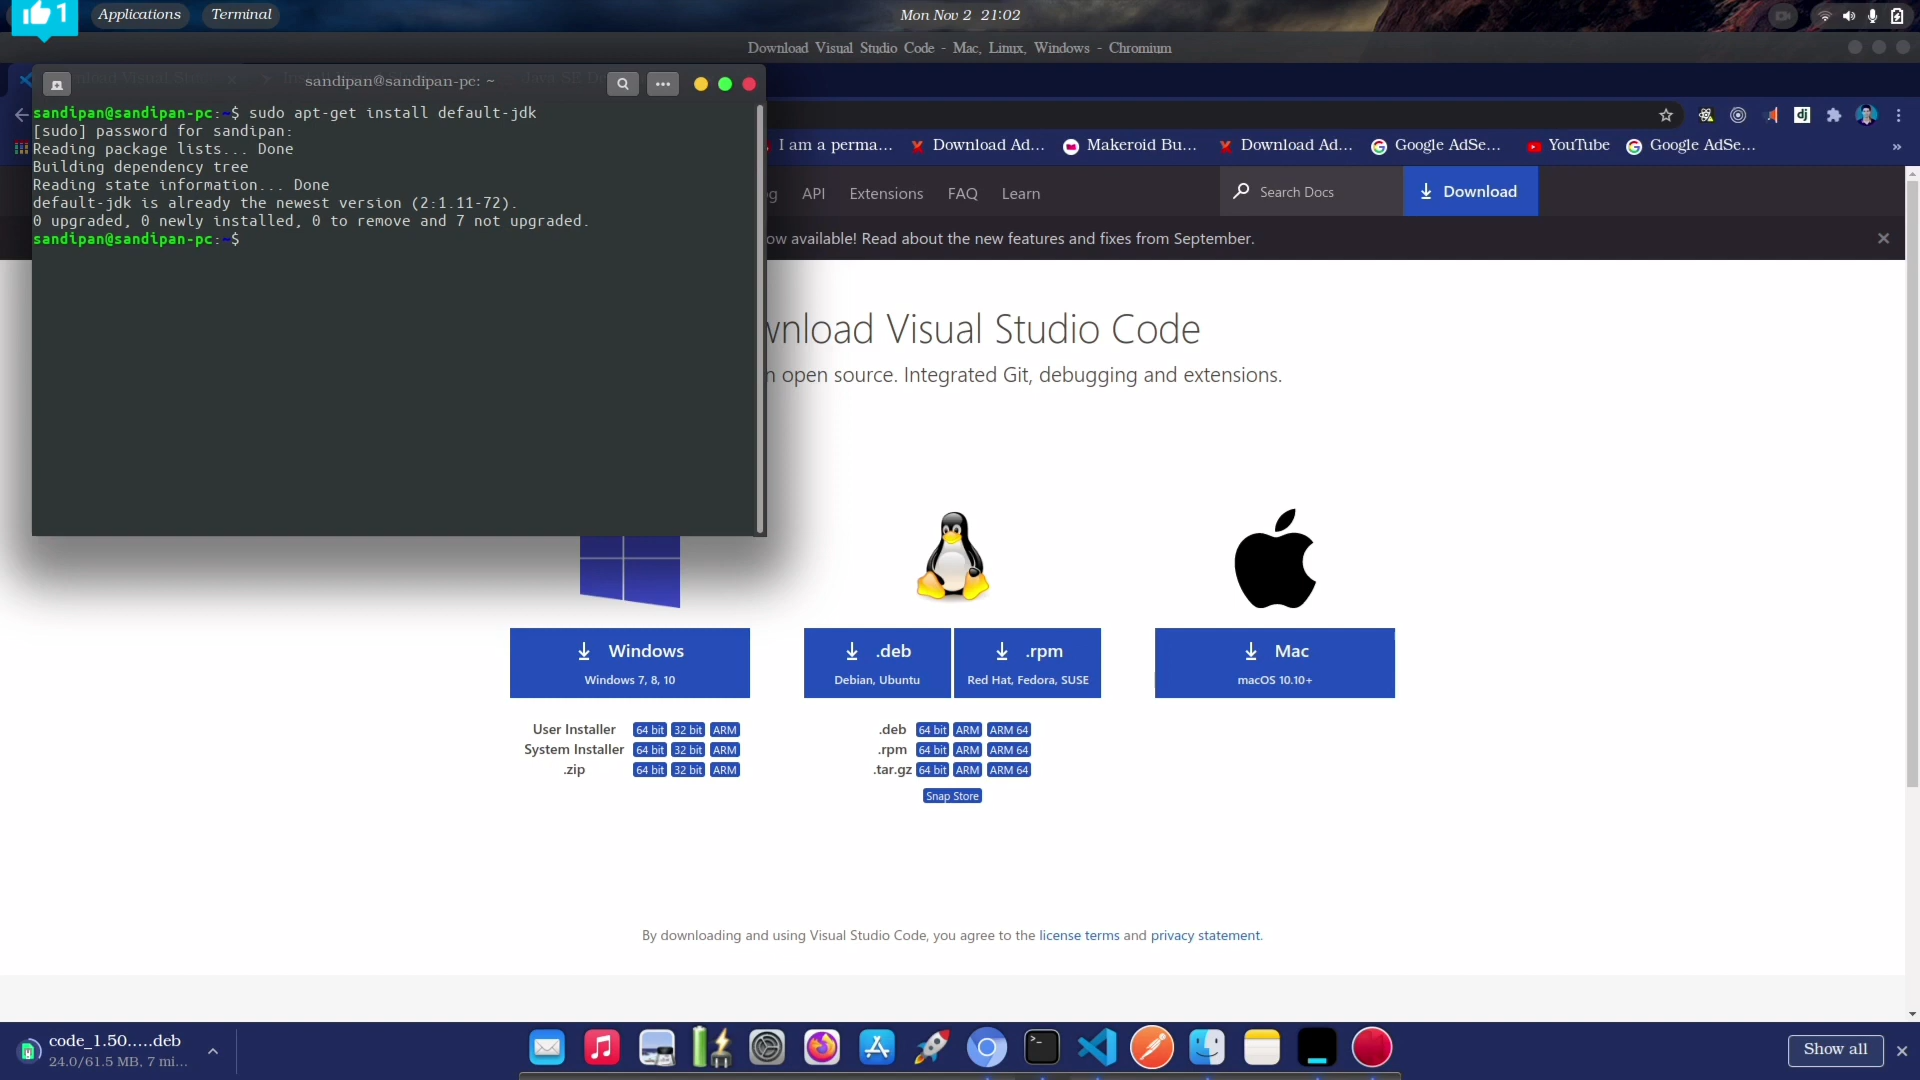 1
Applications
Terminal
Mon Nov 2 21:02
Download Visual Studio Code - Mac, Linux, Windows - Chromium
sandipan@sandipan-pc: ~
sandipan@sandipan-pc:~$ sudo apt-get install default-jdk
[sudo] password for sandipan:
Reading package lists... Done
Building dependency tree
Reading state information... Done
default-jdk is already the newest version (2:1.11-72).
0 upgraded, 0 newly installed, 0 to remove and 7 not upgraded.
sandipan@sandipan-pc:~$
dj
I am a perma...
Download Ad...
Makeroid Bu...
Download Ad...
Google AdSe...
YouTube
Google AdSe...
»
og API Extensions FAQ Learn
Search Docs
Download
ow available! Read about the new features and fixes from September.
wnload Visual Studio Code
n open source. Integrated Git, debugging and extensions.
Windows
Windows 7, 8, 10
.deb
Debian, Ubuntu
.rpm
Red Hat, Fedora, SUSE
Mac
macOS 10.10+
User Installer 64 bit 32 bit ARM
System Installer 64 bit 32 bit ARM
.zip 64 bit 32 bit ARM
.deb 64 bit ARM ARM 64
.rpm 64 bit ARM ARM 64
.tar.gz 64 bit ARM ARM 64
Snap Store
By downloading and using Visual Studio Code, you agree to the license terms and privacy statement.
code_1.50.....deb
24.0/61.5 MB, 7 mi...
Show all